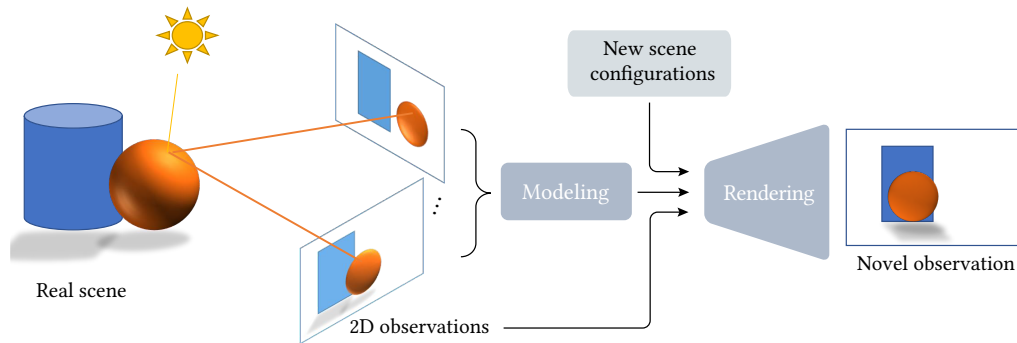 New scene
configurations
Modeling
Rendering
Real scene
2D observations
Novel observation